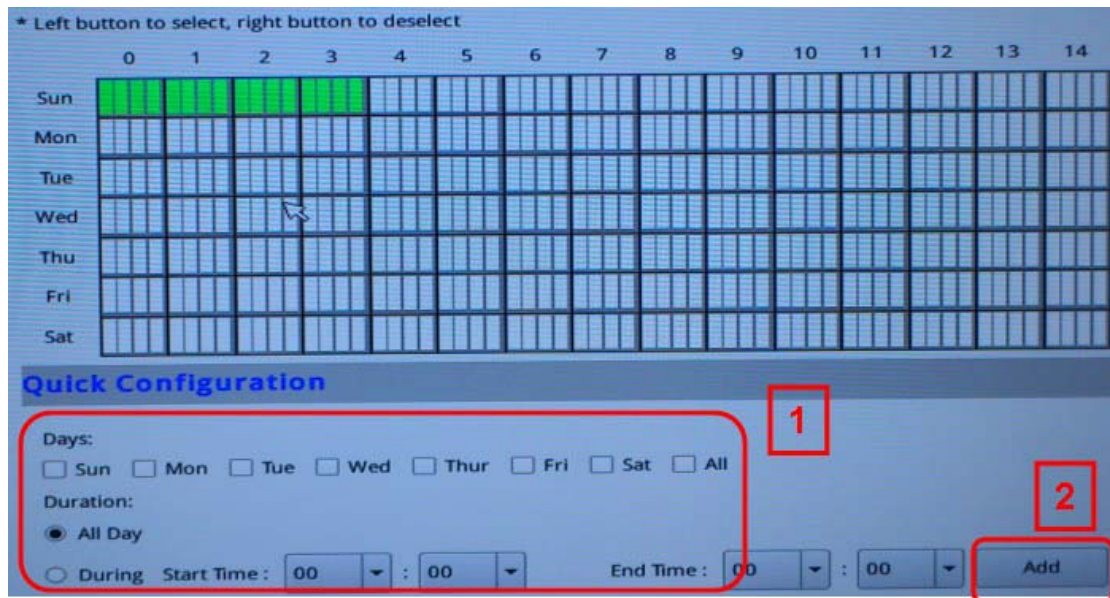 * Left button to select, right button to deselect
0 1 2 3 4 5 6 7 8 9 10 11 12 13 14
Sun
Mon
Tue
Wed
Thu
Fri
Sat
Quick Configuration
1
Days:
Sun Mon Tue Wed Thur Fri Sat All
2
Duration:
All Day
During Start Time : 00 : 00 End Time : 00 : 00 Add